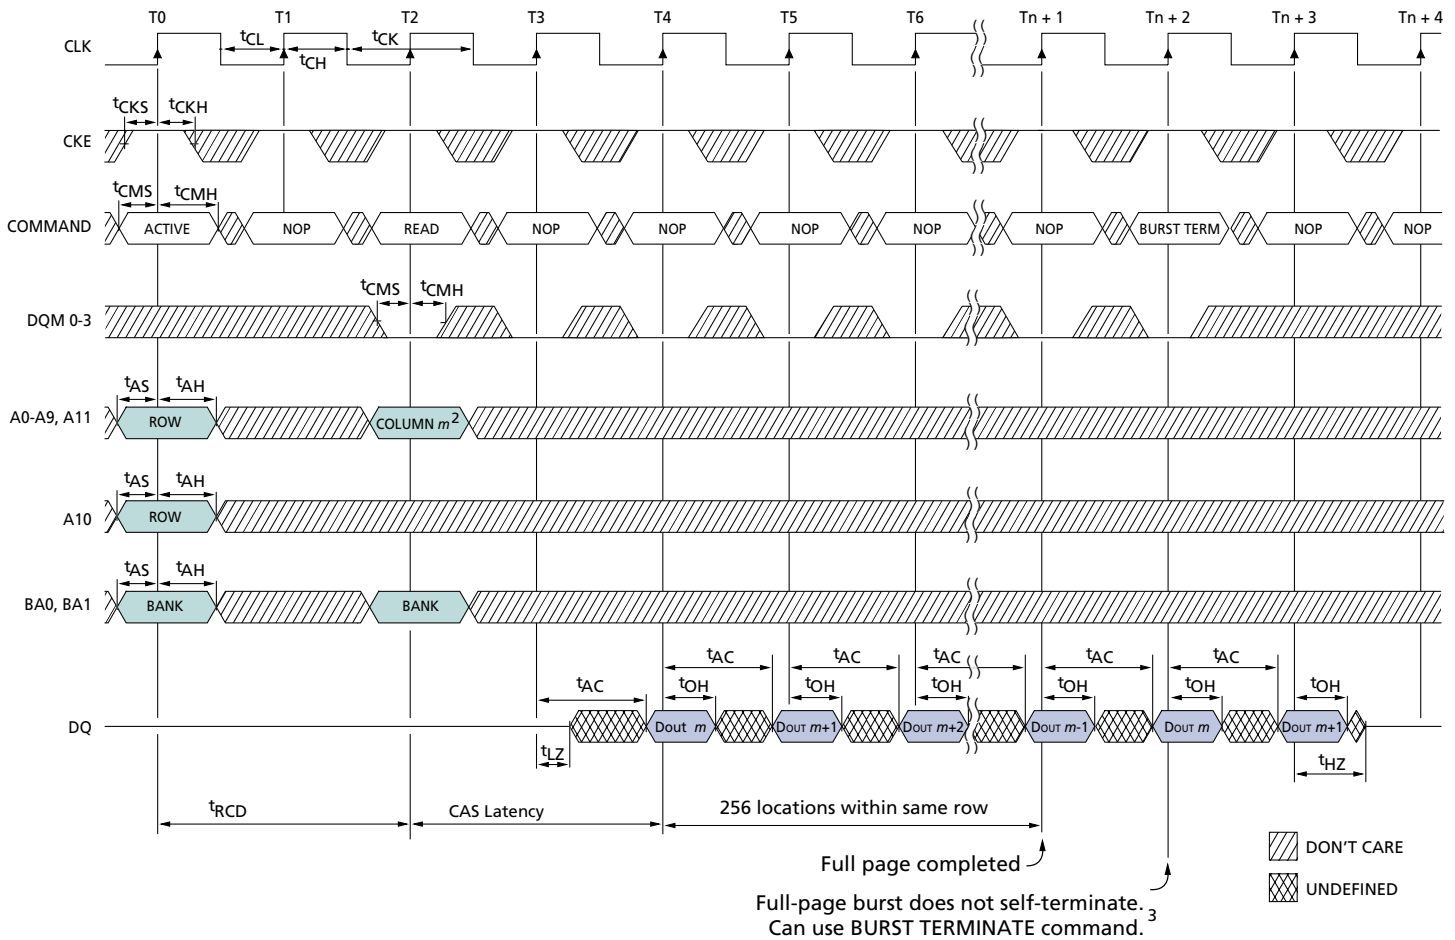 T0 T1 T2 T3 T4 T5 T6 Tn + 1 Tn + 2 Tn + 3 Tn + 4
CLK
tCL tCK
tCH
tCKS tCKH
CKE
tCMS tCMH
COMMAND ACTIVE NOP READ NOP NOP NOP NOP NOP BURST TERM NOP NOP
tCMS tCMH
DQM 0-3
tAS tAH
A0-A9, A11 ROW COLUMN m2
tAS tAH
A10 ROW
tAS tAH
BA0, BA1 BANK BANK
tAC tAC tAC tAC tAC
tAC tOH tOH tOH tOH tOH tOH
DQ Dout m DOUT m+1 DOUT m+2 DOUT m-1 DOUT m DOUT m+1
tLZ tHZ
tRCD CAS Latency 256 locations within same row
DON'T CARE
Full page completed
UNDEFINED
Full-page burst does not self-terminate.
Can use BURST TERMINATE command. 3